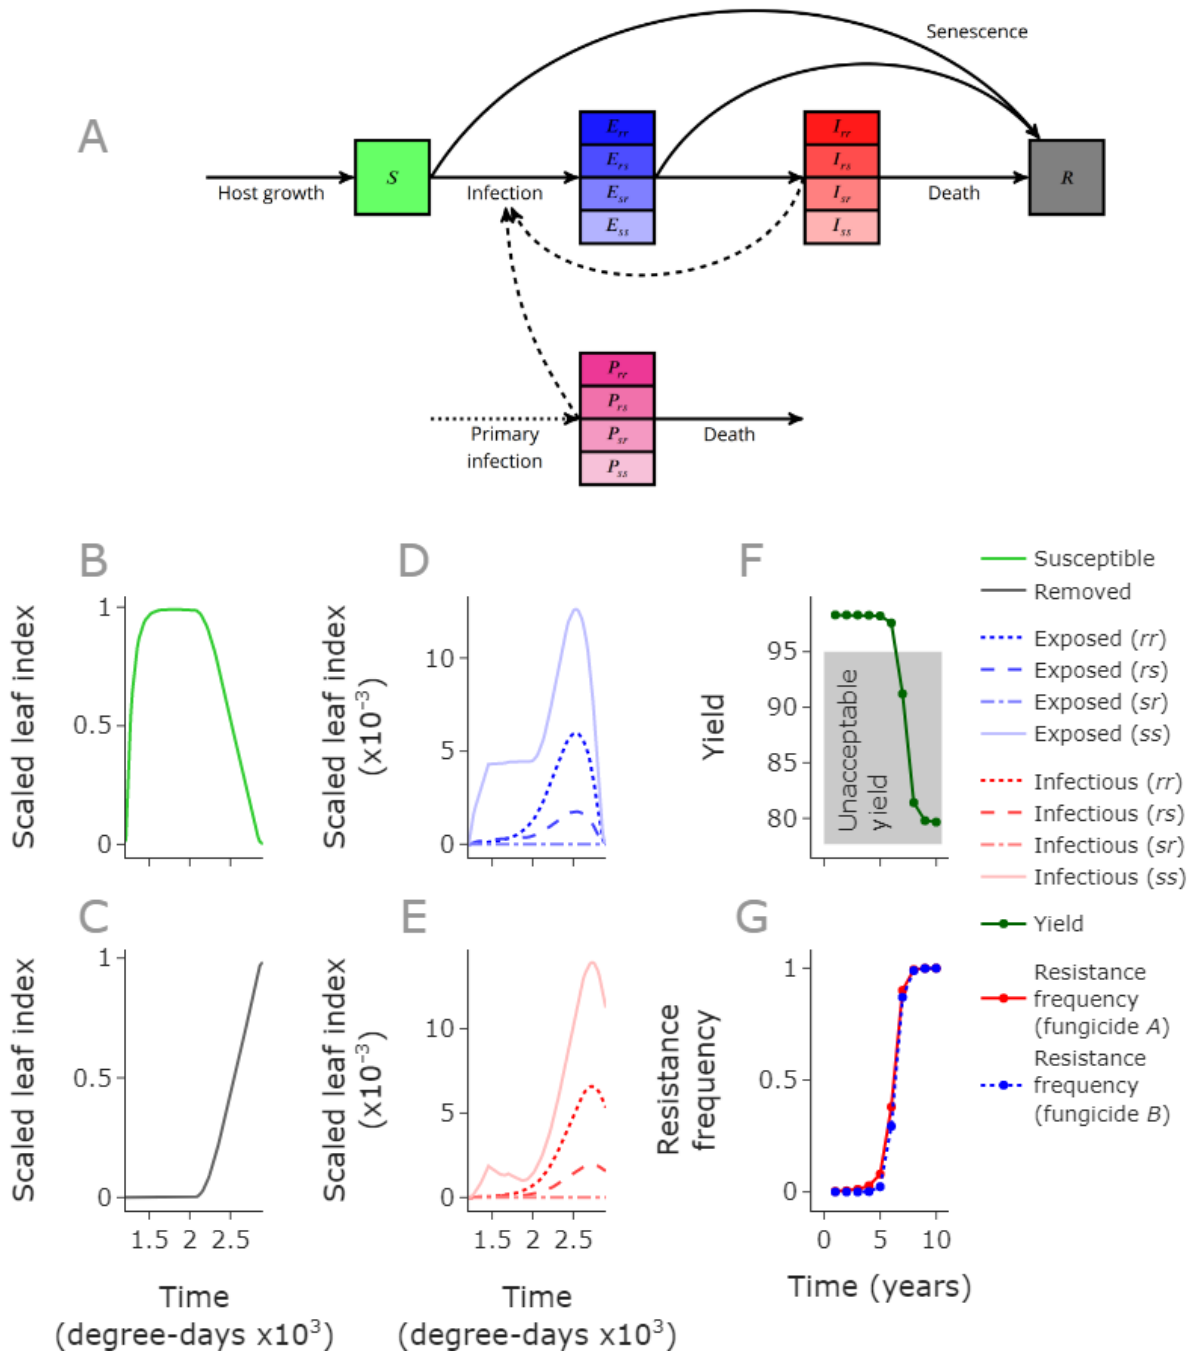 A
Senescence
Host growth
S
Infection
E_rr
E_rs
E_sr
E_ss
I_rr
I_rs
I_sr
I_ss
Death
R
Primary
infection
P_rr
P_rs
P_sr
P_ss
Death
B
Scaled leaf index
1
0.5
0
D
Scaled leaf index
(x10⁻³)
10
5
0
F
Yield
95
90
85
80
Unacceptable
yield
Susceptible
Removed
Exposed (rr)
Exposed (rs)
Exposed (sr)
Exposed (ss)
Infectious (rr)
Infectious (rs)
Infectious (sr)
Infectious (ss)
Yield
Resistance
frequency
(fungicide A)
Resistance
frequency
(fungicide B)
C
Scaled leaf index
1
0.5
0
1.5 2 2.5
Time
(degree-days x10³)
E
Scaled leaf index
(x10⁻³)
10
5
0
1.5 2 2.5
Time
(degree-days x10³)
G
Resistance
frequency
1
0.5
0
0 5 10
Time (years)